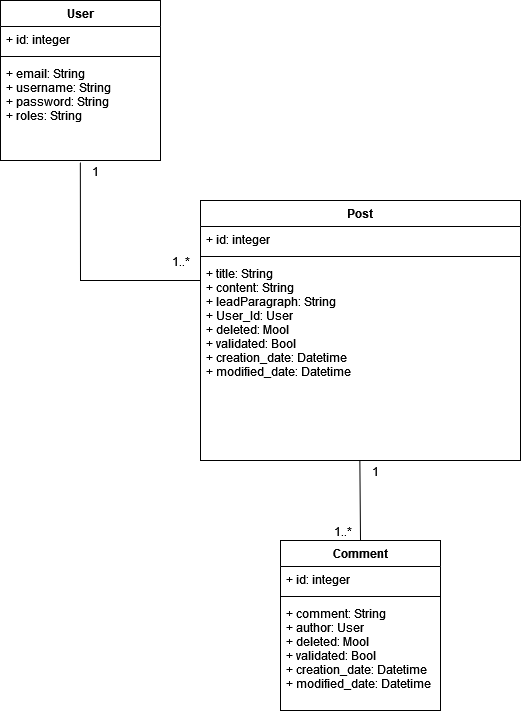 User
+ id: integer
+ email: String
+ username: String
+ password: String
+ roles: String
1
Post
+ id: integer
1..*
+ title: String
+ content: String
+ leadParagraph: String
+ User_Id: User
+ deleted: Mool
+ validated: Bool
+ creation_date: Datetime
+ modified_date: Datetime
1
1..*
Comment
+ id: integer
+ comment: String
+ author: User
+ deleted: Mool
+ validated: Bool
+ creation_date: Datetime
+ modified_date: Datetime